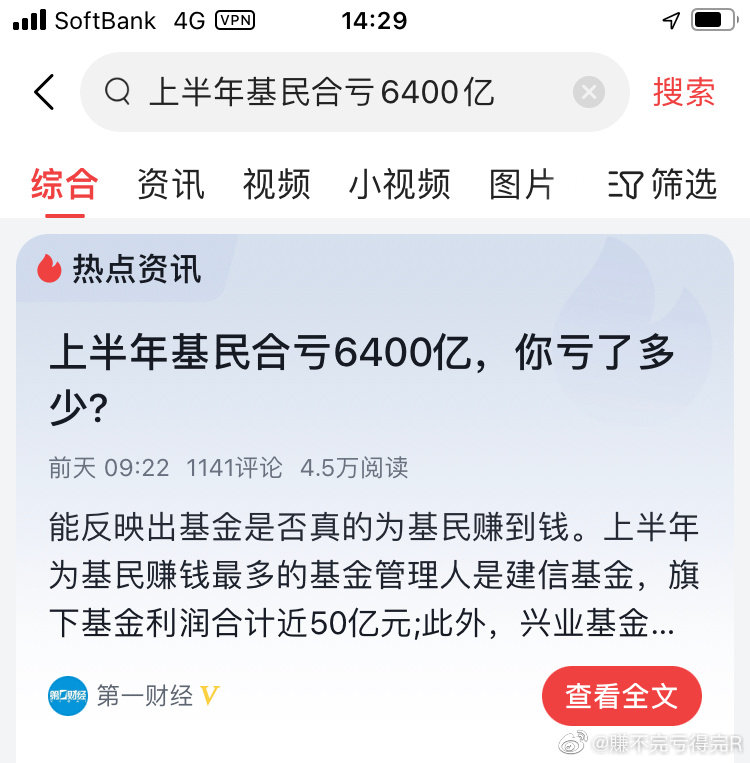 SoftBank 4G VPN 14:29
上半年基民合亏6400亿 搜索
综合 资讯 视频 小视频 图片 筛选
热点资讯
上半年基民合亏6400亿，你亏了多
少？
前天 09:22 1141评论 4.5万阅读
能反映出基金是否真的为基民赚到钱。上半年
为基民赚钱最多的基金管理人是建信基金，旗
下基金利润合计近50亿元;此外，兴业基金...
第一财经 第一财经 V 查看全文
@賺不完亏得完R